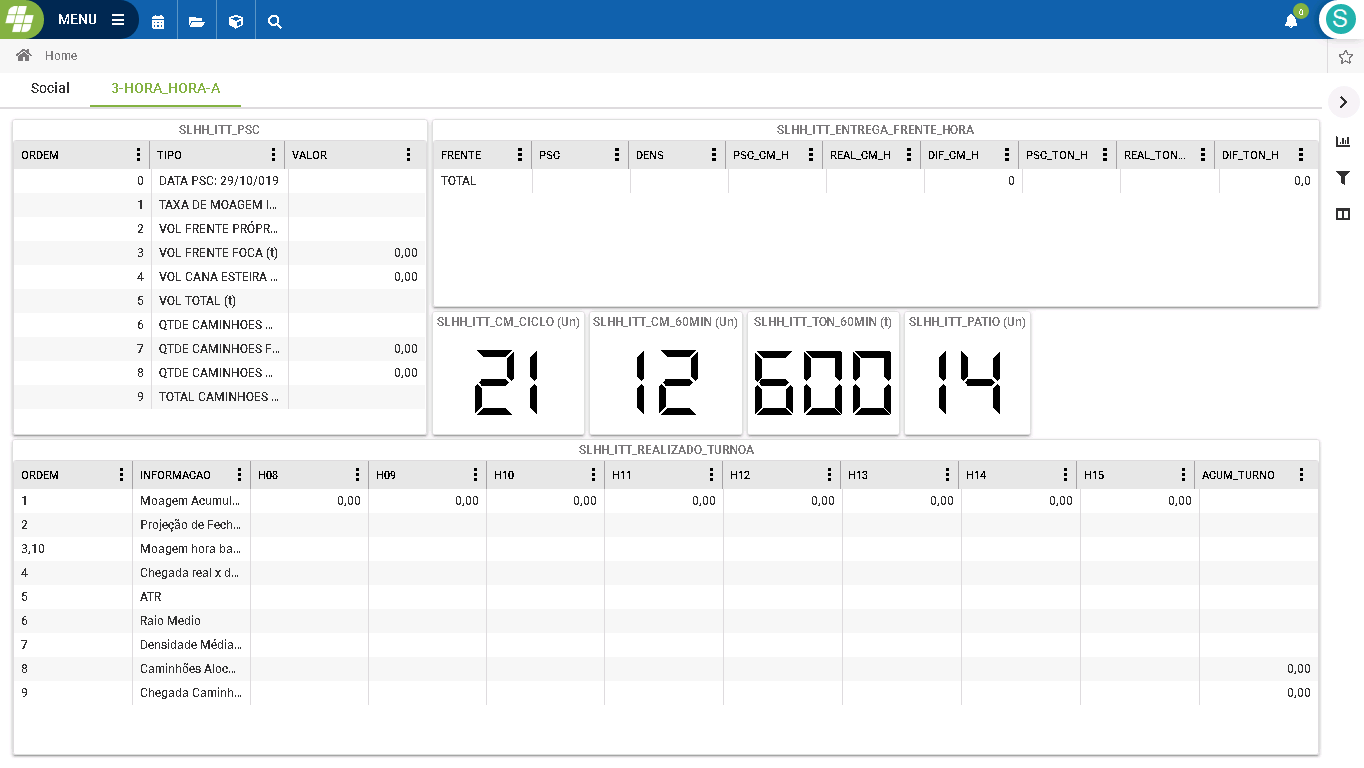 MENU
0
S
Home
Social 3-HORA_HORA-A
SLHH_ITT_PSC
ORDEM TIPO VALOR
0 DATA PSC: 29/10/019
1 TAXA DE MOAGEM I...
2 VOL FRENTE PRÓPR...
3 VOL FRENTE FOCA (t) 0,00
4 VOL CANA ESTEIRA ... 0,00
5 VOL TOTAL (t)
6 QTDE CAMINHOES ...
7 QTDE CAMINHOES F... 0,00
8 QTDE CAMINHOES ... 0,00
9 TOTAL CAMINHOES ...
SLHH_ITT_ENTREGA_FRENTE_HORA
FRENTE PSC DENS PSC_CM_H REAL_CM_H DIF_CM_H PSC_TON_H REAL_TON... DIF_TON_H
TOTAL 0 0,0
SLHH_ITT_CM_CICLO (Un) SLHH_ITT_CM_60MIN (Un) SLHH_ITT_TON_60MIN (t) SLHH_ITT_PATIO (Un)
21 12 600 14
SLHH_ITT_REALIZADO_TURNOA
ORDEM INFORMACAO H08 H09 H10 H11 H12 H13 H14 H15 ACUM_TURNO
1 Moagem Acumul... 0,00 0,00 0,00 0,00 0,00 0,00 0,00 0,00
2 Projeção de Fech...
3,10 Moagem hora ba...
4 Chegada real x d...
5 ATR
6 Raio Medio
7 Densidade Média...
8 Caminhões Aloc... 0,00
9 Chegada Caminh... 0,00